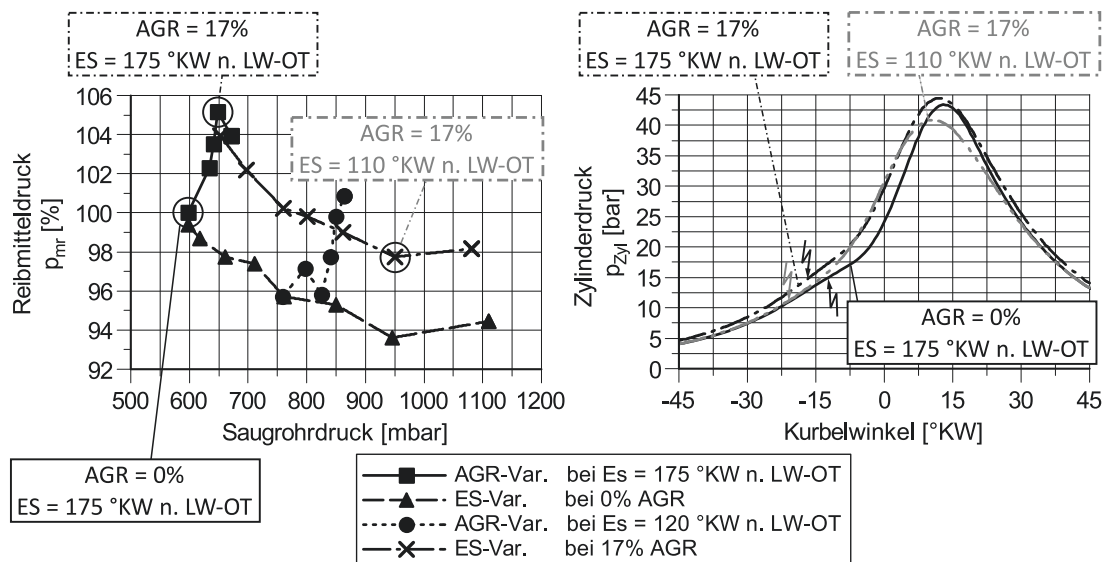 AGR = 17%
ES = 175 °KW n. LW-OT
AGR = 17%
ES = 175 °KW n. LW-OT
AGR = 17%
ES = 110 °KW n. LW-OT
Reibmitteldruck
pmr [%]
106
104
102
100
98
96
94
92
500 600 700 800 900 1000 1100 1200
Saugrohrdruck [mbar]
AGR = 17%
ES = 110 °KW n. LW-OT
AGR = 0%
ES = 175 °KW n. LW-OT
Zylinderdruck
pZyl [bar]
45
40
35
30
25
20
15
10
5
0
-45 -30 -15 0 15 30 45
Kurbelwinkel [°KW]
AGR = 0%
ES = 175 °KW n. LW-OT
AGR-Var. bei Es = 175 °KW n. LW-OT
ES-Var. bei 0% AGR
AGR-Var. bei Es = 120 °KW n. LW-OT
ES-Var. bei 17% AGR